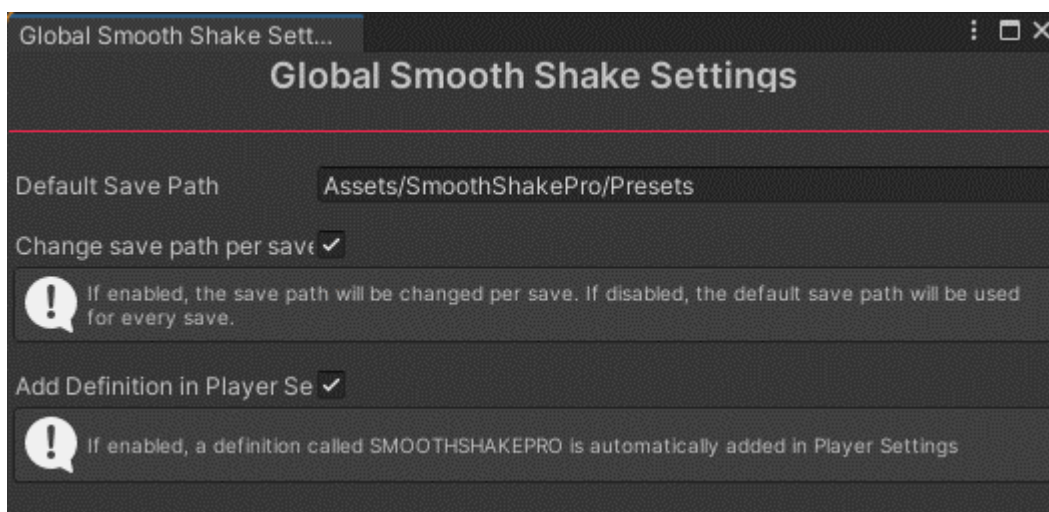 Global Smooth Shake Sett...
Global Smooth Shake Settings
Default Save Path
Assets/SmoothShakePro/Presets
Change save path per save
If enabled, the save path will be changed per save. If disabled, the default save path will be used
for every save.
Add Definition in Player Se
If enabled, a definition called SMOOTHSHAKEPRO is automatically added in Player Settings